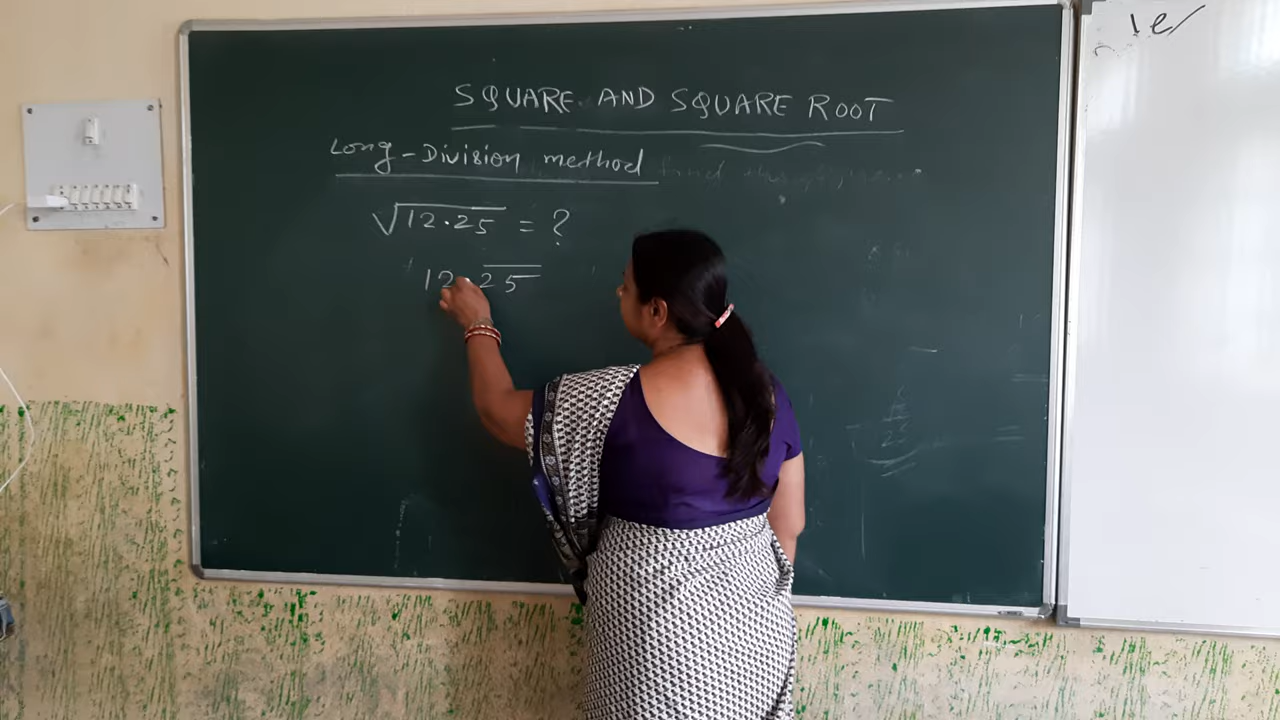 SQUARE AND SQUARE ROOT
Long-Division method
√12.25 = ?
12.25